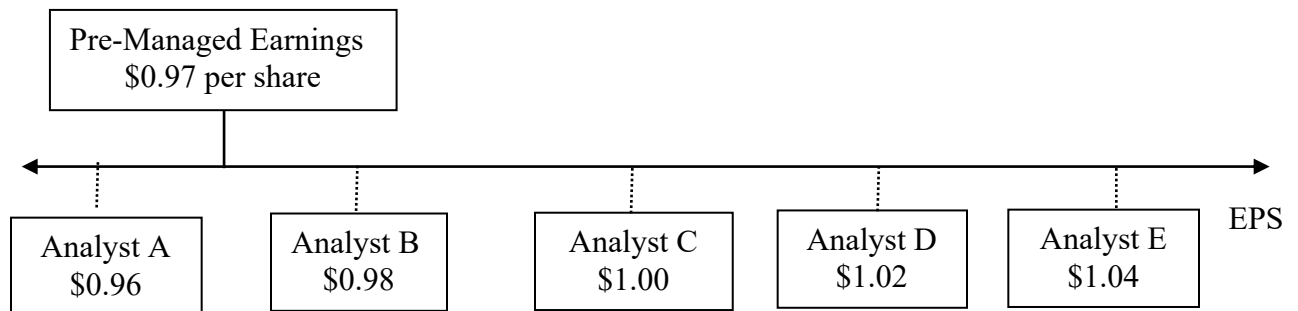 Pre-Managed Earnings
$0.97 per share
EPS
Analyst A
$0.96
Analyst B
$0.98
Analyst C
$1.00
Analyst D
$1.02
Analyst E
$1.04